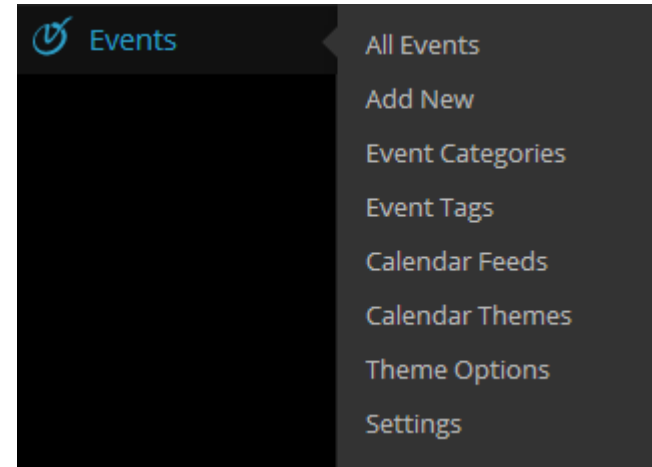 Events
All Events
Add New
Event Categories
Event Tags
Calendar Feeds
Calendar Themes
Theme Options
Settings